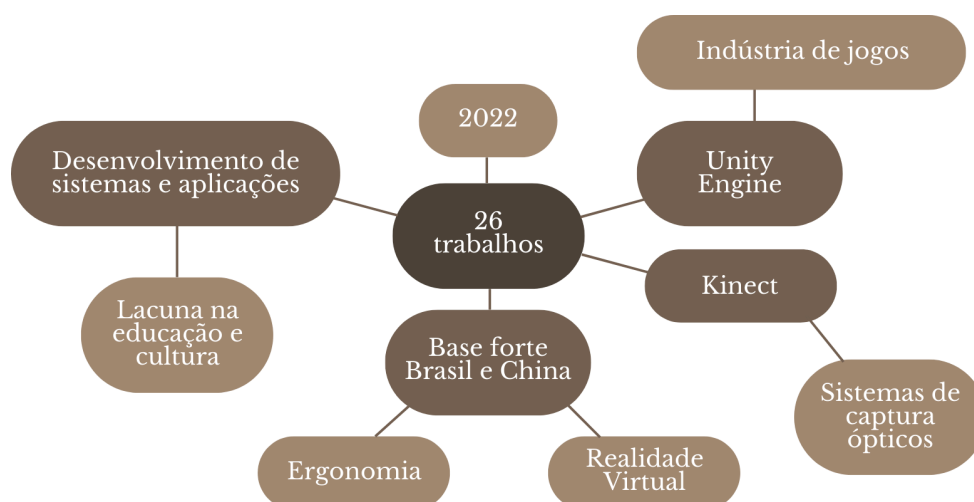 Indústria de jogos
2022
Desenvolvimento de
sistemas e aplicações
Unity
Engine
26
trabalhos
Kinect
Lacuna na
educação e
cultura
Base forte
Brasil e China
Sistemas de
captura
ópticos
Ergonomia
Realidade
Virtual